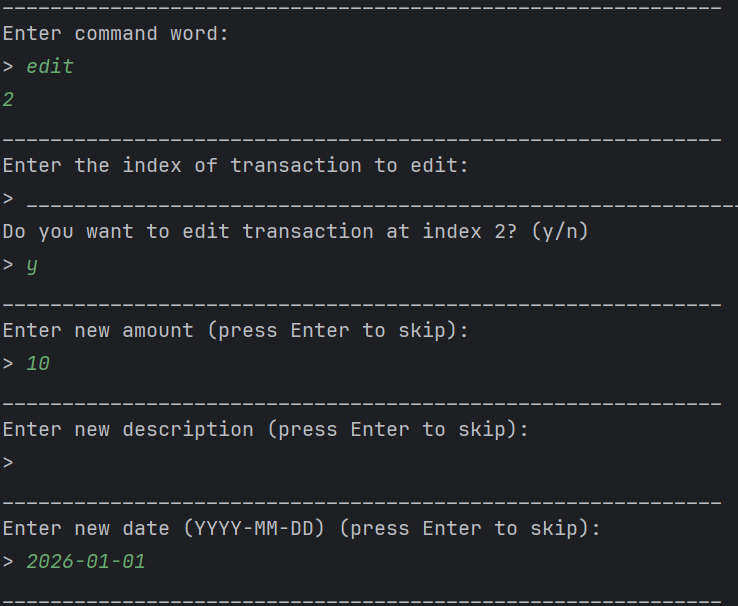 ____________________________________________________________
Enter command word:
> edit
2
____________________________________________________________
Enter the index of transaction to edit:
> ____________________________________________________________
Do you want to edit transaction at index 2? (y/n)
> y
____________________________________________________________
Enter new amount (press Enter to skip):
> 10
____________________________________________________________
Enter new description (press Enter to skip):
>
____________________________________________________________
Enter new date (YYYY-MM-DD) (press Enter to skip):
> 2026-01-01
____________________________________________________________